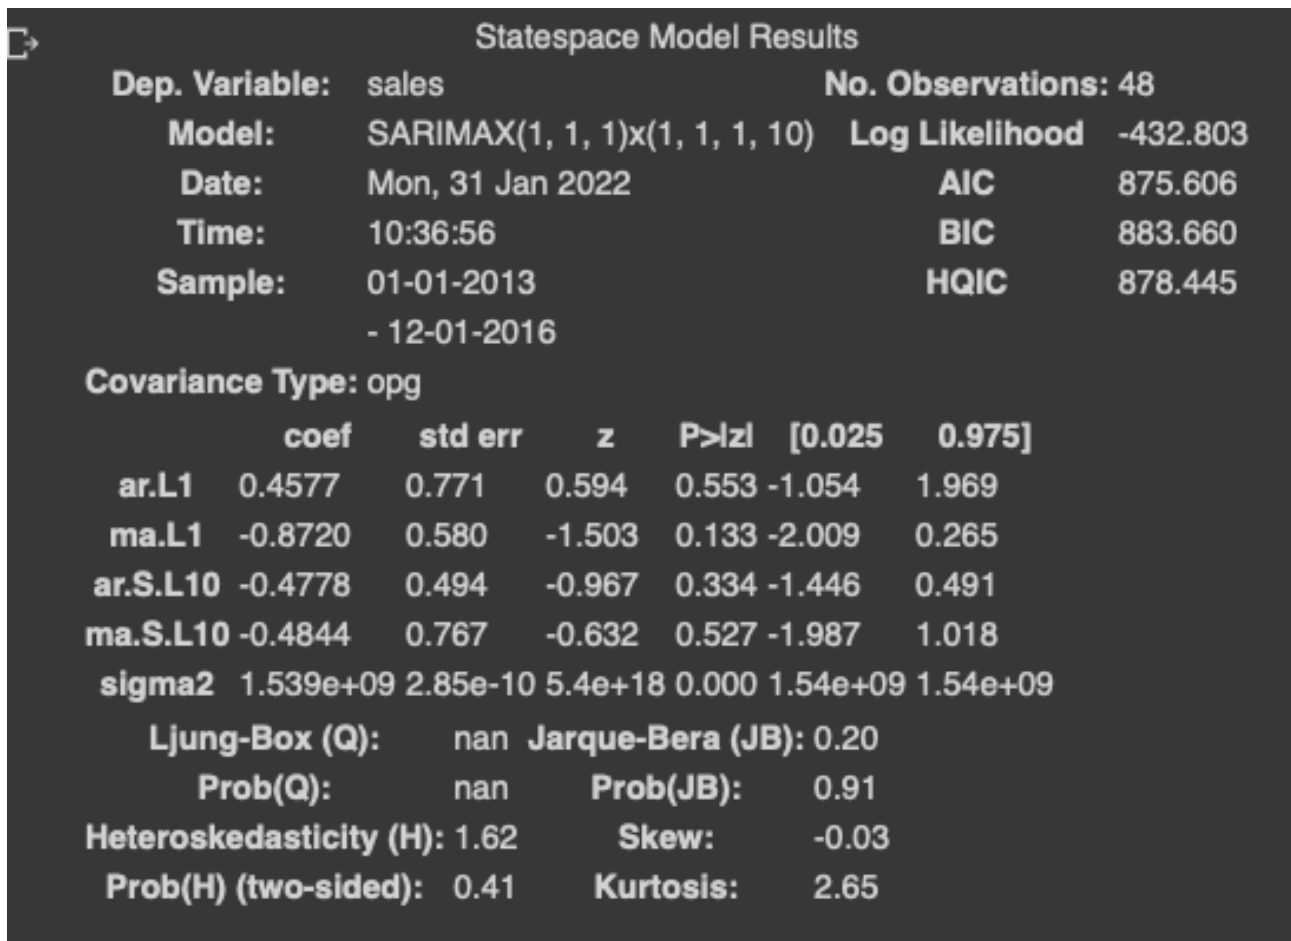 Statespace Model Results
Dep. Variable: sales No. Observations: 48
Model: SARIMAX(1, 1, 1)x(1, 1, 1, 10) Log Likelihood -432.803
Date: Mon, 31 Jan 2022 AIC 875.606
Time: 10:36:56 BIC 883.660
Sample: 01-01-2013 HQIC 878.445
- 12-01-2016
Covariance Type: opg
coef std err z P>|z| [0.025 0.975]
ar.L1 0.4577 0.771 0.594 0.553 -1.054 1.969
ma.L1 -0.8720 0.580 -1.503 0.133 -2.009 0.265
ar.S.L10 -0.4778 0.494 -0.967 0.334 -1.446 0.491
ma.S.L10 -0.4844 0.767 -0.632 0.527 -1.987 1.018
sigma2 1.539e+09 2.85e-10 5.4e+18 0.000 1.54e+09 1.54e+09
Ljung-Box (Q): nan Jarque-Bera (JB): 0.20
Prob(Q): nan Prob(JB): 0.91
Heteroskedasticity (H): 1.62 Skew: -0.03
Prob(H) (two-sided): 0.41 Kurtosis: 2.65